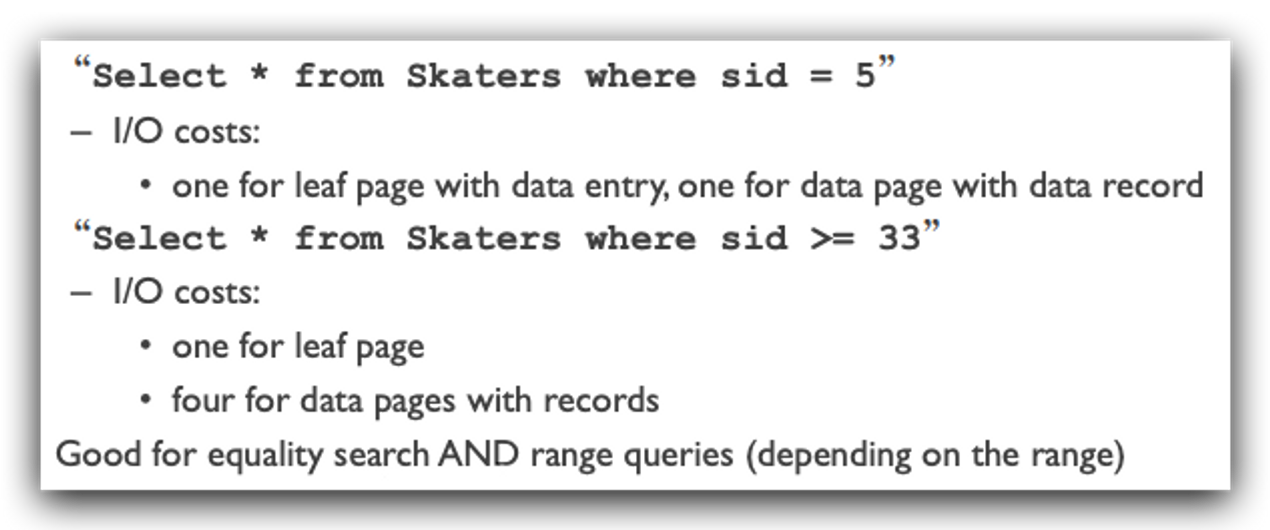 “Select * from Skaters where sid = 5”
– I/O costs:
• one for leaf page with data entry, one for data page with data record
“Select * from Skaters where sid >= 33”
– I/O costs:
• one for leaf page
• four for data pages with records
Good for equality search AND range queries (depending on the range)